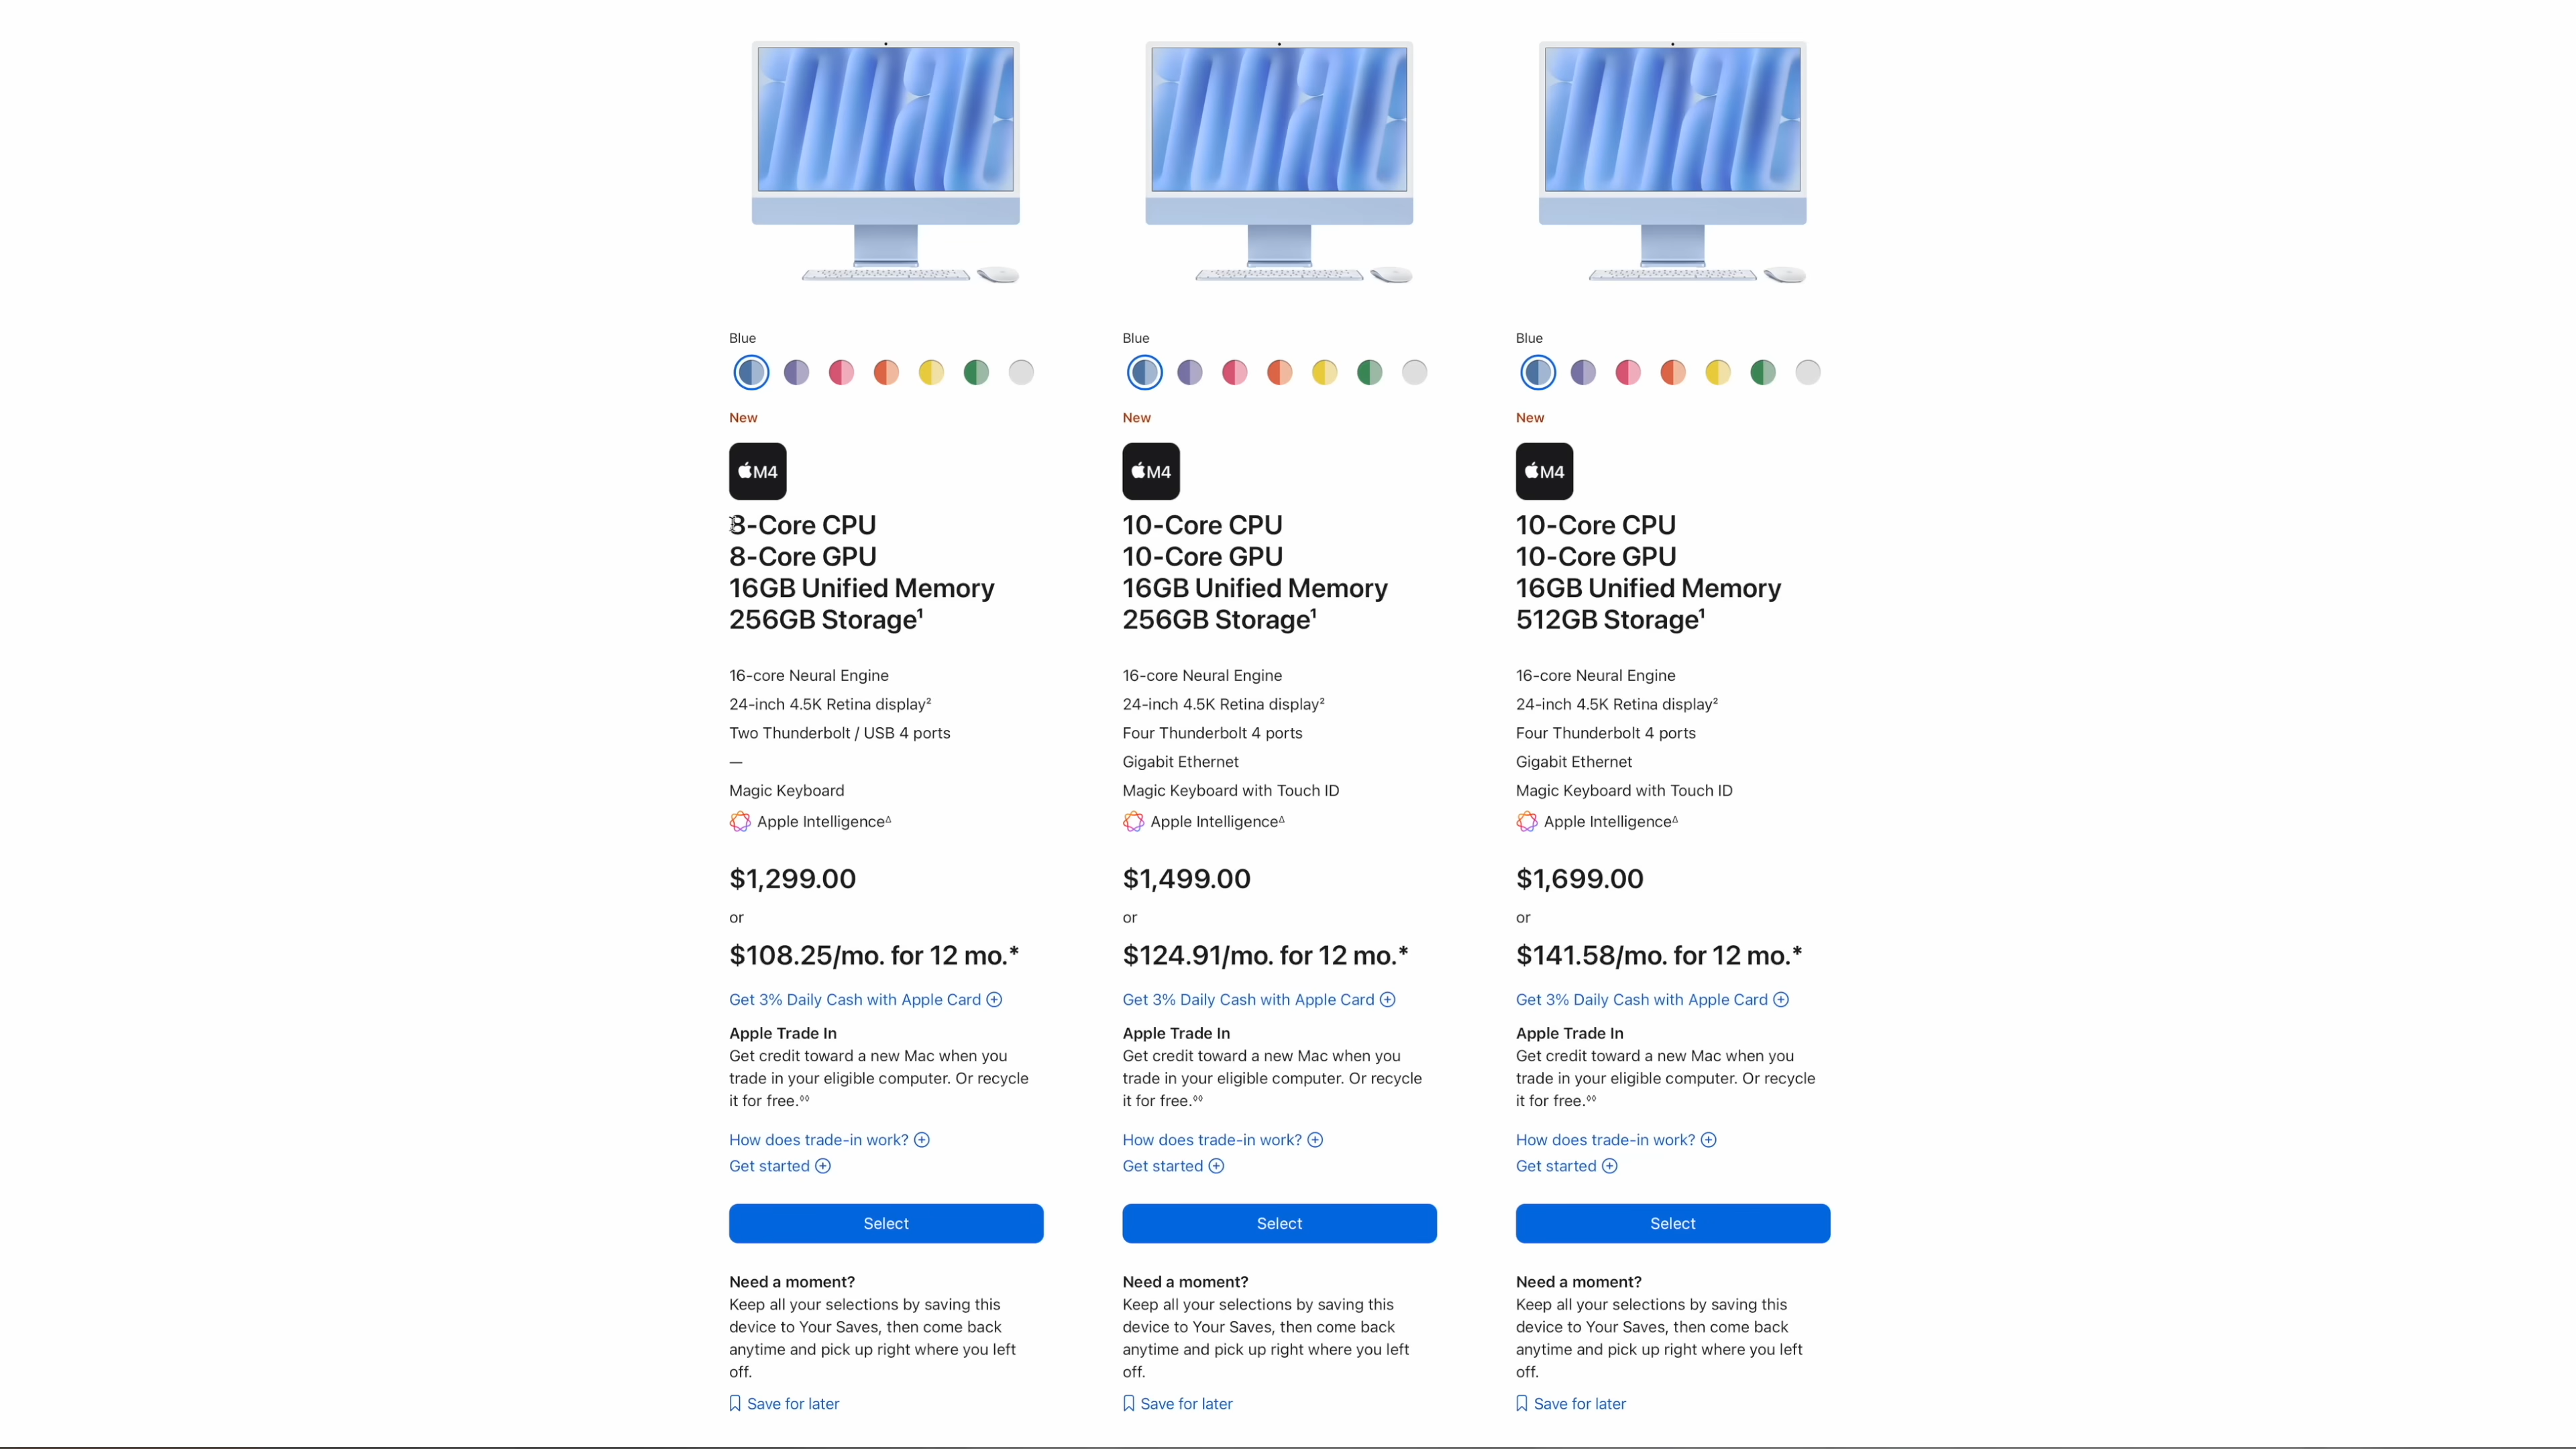 Blue
New
M4
8-Core CPU
8-Core GPU
16GB Unified Memory
256GB Storage¹
16-core Neural Engine
24-inch 4.5K Retina display²
Two Thunderbolt / USB 4 ports
—
Magic Keyboard
Apple Intelligence∆
$1,299.00
or
$108.25/mo. for 12 mo.*
Get 3% Daily Cash with Apple Card
Apple Trade In
Get credit toward a new Mac when you
trade in your eligible computer. Or recycle
it for free.◊◊
How does trade-in work?
Get started
Select
Need a moment?
Keep all your selections by saving this
device to Your Saves, then come back
anytime and pick up right where you left
off.
Save for later
Blue
New
M4
10-Core CPU
10-Core GPU
16GB Unified Memory
256GB Storage¹
16-core Neural Engine
24-inch 4.5K Retina display²
Four Thunderbolt 4 ports
Gigabit Ethernet
Magic Keyboard with Touch ID
Apple Intelligence∆
$1,499.00
or
$124.91/mo. for 12 mo.*
Get 3% Daily Cash with Apple Card
Apple Trade In
Get credit toward a new Mac when you
trade in your eligible computer. Or recycle
it for free.◊◊
How does trade-in work?
Get started
Select
Need a moment?
Keep all your selections by saving this
device to Your Saves, then come back
anytime and pick up right where you left
off.
Save for later
Blue
New
M4
10-Core CPU
10-Core GPU
16GB Unified Memory
512GB Storage¹
16-core Neural Engine
24-inch 4.5K Retina display²
Four Thunderbolt 4 ports
Gigabit Ethernet
Magic Keyboard with Touch ID
Apple Intelligence∆
$1,699.00
or
$141.58/mo. for 12 mo.*
Get 3% Daily Cash with Apple Card
Apple Trade In
Get credit toward a new Mac when you
trade in your eligible computer. Or recycle
it for free.◊◊
How does trade-in work?
Get started
Select
Need a moment?
Keep all your selections by saving this
device to Your Saves, then come back
anytime and pick up right where you left
off.
Save for later